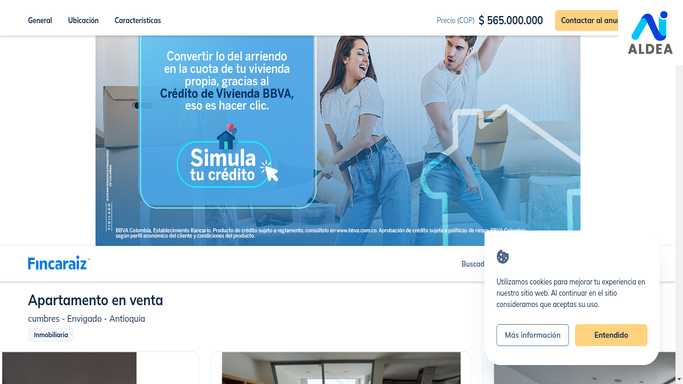 General Ubicación Características Precio (COP) $ 565.000.000 Contactar al anu
ALDEA
Convertir lo del arriendo
en la cuota de tu vivienda
propia, gracias al
Crédito de Vivienda BBVA,
eso es hacer clic.
Simula
tu crédito
BBVA Colombia, Establecimiento Bancario. Producto de crédito sujeto a reglamento, consúltelo en www.bbva.com.co. Aprobación de crédito sujeta a políticas de riesgo BBVA Colombia,
según perfil económico del cliente y condiciones del producto.
Fincaraiz
Buscad
Apartamento en venta
cumbres - Envigado - Antioquia
Inmobiliaria
Utilizamos cookies para mejorar tu experiencia en
nuestro sitio web. Al continuar en el sitio
consideramos que aceptas su uso.
Más información Entendido